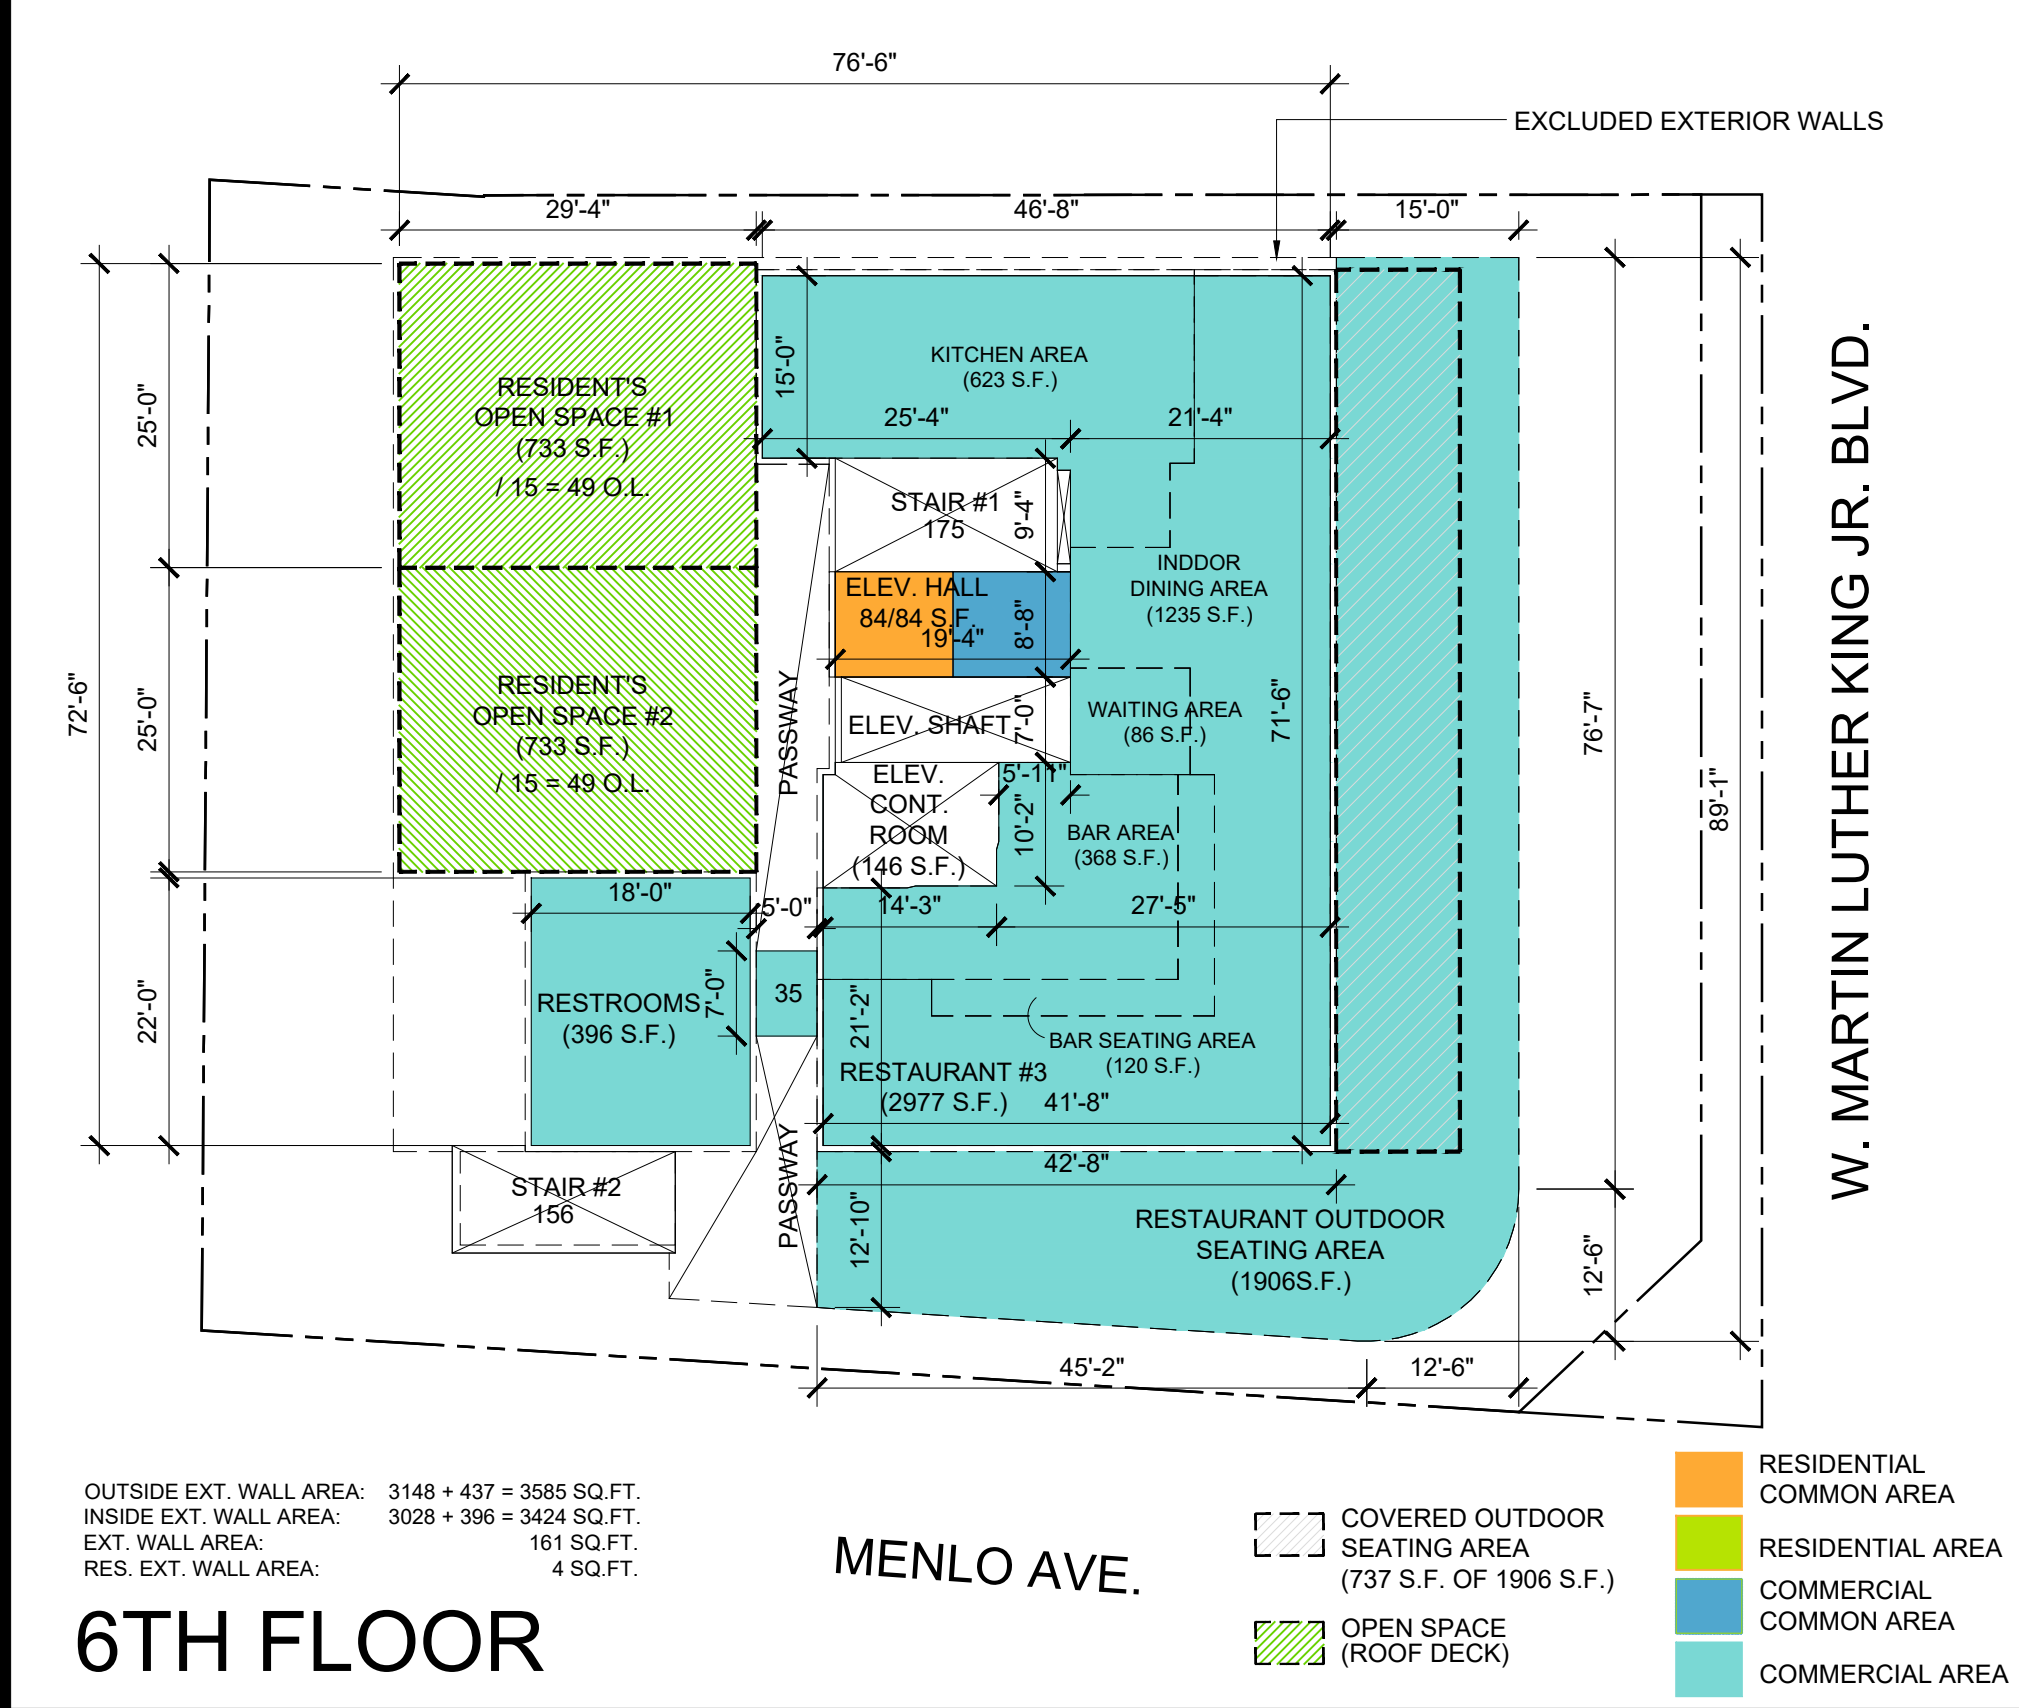 76'-6"
EXCLUDED EXTERIOR WALLS
29'-4"
46'-8"
15'-0"
KITCHEN AREA
(623 S.F.)
15'-0"
25'-4"
21'-4"
RESIDENT'S
OPEN SPACE #1
(733 S.F.)
/ 15 = 49 O.L.
25'-0"
STAIR #1
175
9'-4"
INDDOR
DINING AREA
(1235 S.F.)
ELEV. HALL
84/84 S.F.
19'-4"
8'-8"
72'-6"
25'-0"
RESIDENT'S
OPEN SPACE #2
(733 S.F.)
/ 15 = 49 O.L.
PASSWAY
ELEV. SHAFT
7'-0"
WAITING AREA
(86 S.F.)
71'-6"
76'-7"
89'-1"
W. MARTIN LUTHER KING JR. BLVD.
ELEV.
CONT.
ROOM
(146 S.F.)
5'-11"
10'-2"
BAR AREA
(368 S.F.)
18'-0"
5'-0"
14'-3"
27'-5"
22'-0"
RESTROOMS
(396 S.F.)
7'-0"
35
21'-2"
BAR SEATING AREA
(120 S.F.)
RESTAURANT #3
(2977 S.F.)
41'-8"
42'-8"
STAIR #2
156
PASSWAY
12'-10"
RESTAURANT OUTDOOR
SEATING AREA
(1906S.F.)
12'-6"
45'-2"
12'-6"
OUTSIDE EXT. WALL AREA: 3148 + 437 = 3585 SQ.FT.
INSIDE EXT. WALL AREA: 3028 + 396 = 3424 SQ.FT.
EXT. WALL AREA: 161 SQ.FT.
RES. EXT. WALL AREA: 4 SQ.FT.
6TH FLOOR
MENLO AVE.
COVERED OUTDOOR
SEATING AREA
(737 S.F. OF 1906 S.F.)
OPEN SPACE
(ROOF DECK)
RESIDENTIAL
COMMON AREA
RESIDENTIAL AREA
COMMERCIAL
COMMON AREA
COMMERCIAL AREA